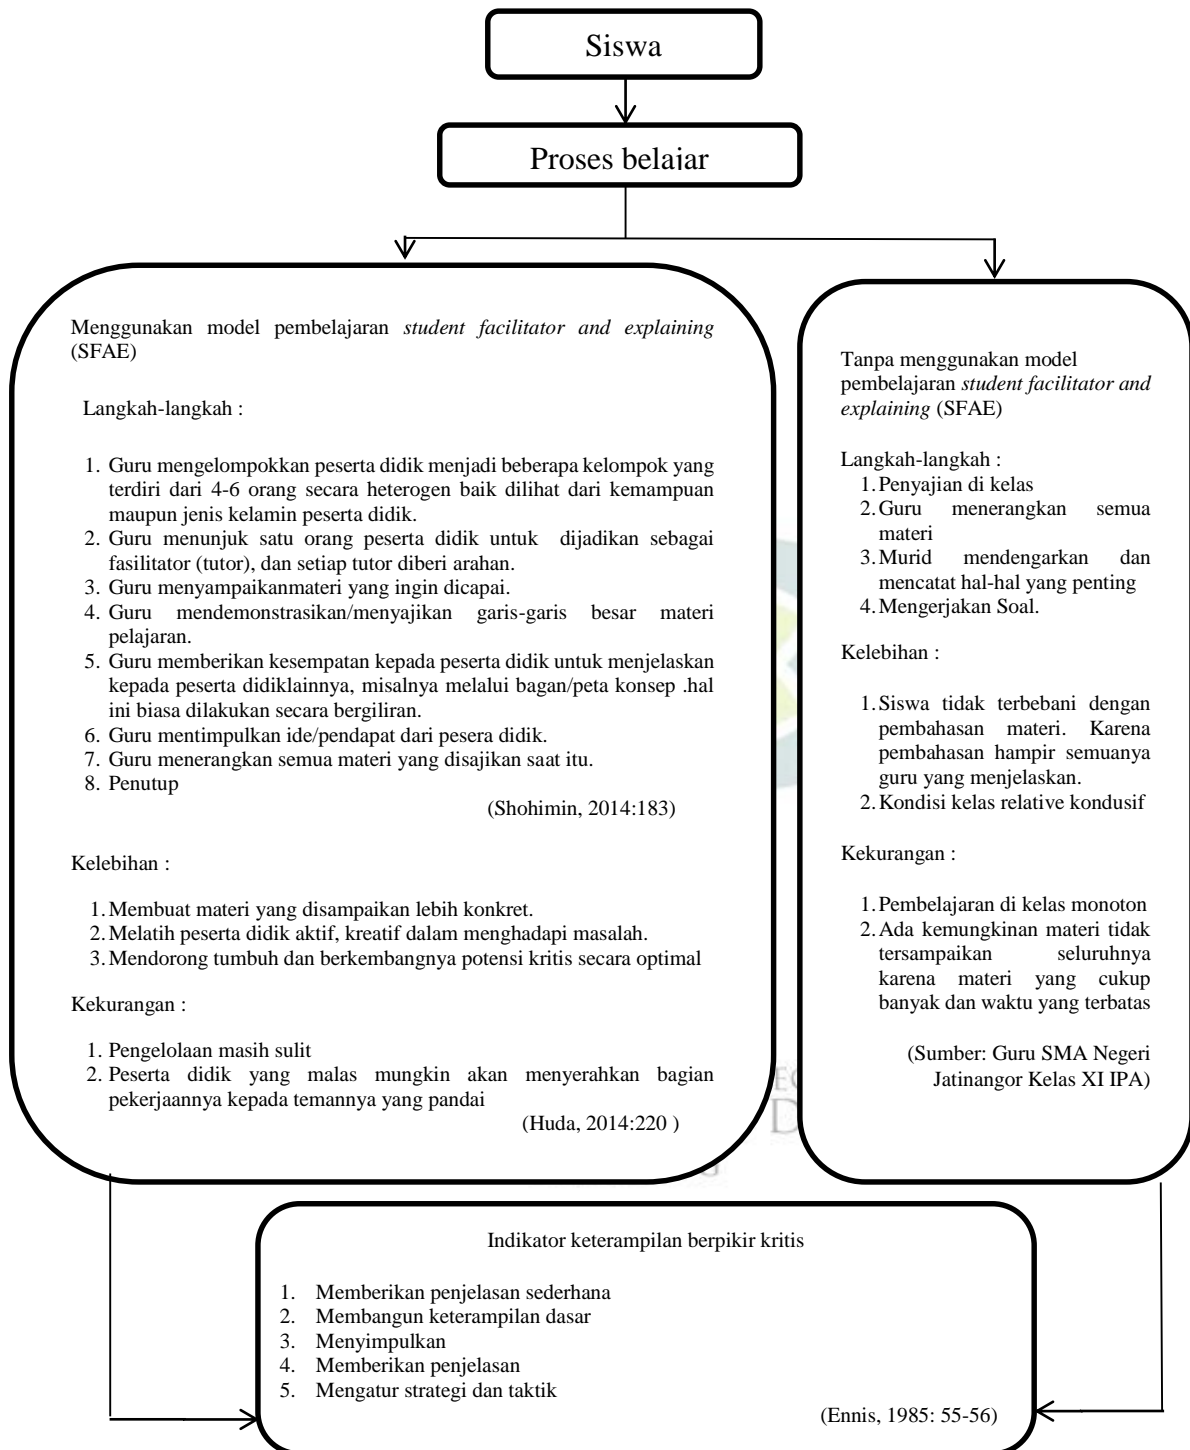 Siswa
Proses belajar
Menggunakan model pembelajaran student facilitator and explaining
(SFAE)
Langkah-langkah :
1. Guru mengelompokkan peserta didik menjadi beberapa kelompok yang
terdiri dari 4-6 orang secara heterogen baik dilihat dari kemampuan
maupun jenis kelamin peserta didik.
2. Guru menunjuk satu orang peserta didik untuk dijadikan sebagai
fasilitator (tutor), dan setiap tutor diberi arahan.
3. Guru menyampaikanmateri yang ingin dicapai.
4. Guru mendemonstrasikan/menyajikan garis-garis besar materi
pelajaran.
5. Guru memberikan kesempatan kepada peserta didik untuk menjelaskan
kepada peserta didiklainnya, misalnya melalui bagan/peta konsep .hal
ini biasa dilakukan secara bergiliran.
6. Guru mentimpulkan ide/pendapat dari pesera didik.
7. Guru menerangkan semua materi yang disajikan saat itu.
8. Penutup
(Shohimin, 2014:183)
Kelebihan :
1. Membuat materi yang disampaikan lebih konkret.
2. Melatih peserta didik aktif, kreatif dalam menghadapi masalah.
3. Mendorong tumbuh dan berkembangnya potensi kritis secara optimal
Kekurangan :
1. Pengelolaan masih sulit
2. Peserta didik yang malas mungkin akan menyerahkan bagian
pekerjaannya kepada temannya yang pandai
(Huda, 2014:220 )
Tanpa menggunakan model
pembelajaran student facilitator and
explaining (SFAE)
Langkah-langkah :
1. Penyajian di kelas
2. Guru menerangkan semua
materi
3. Murid mendengarkan dan
mencatat hal-hal yang penting
4. Mengerjakan Soal.
Kelebihan :
1. Siswa tidak terbebani dengan
pembahasan materi. Karena
pembahasan hampir semuanya
guru yang menjelaskan.
2. Kondisi kelas relative kondusif
Kekurangan :
1. Pembelajaran di kelas monoton
2. Ada kemungkinan materi tidak
tersampaikan seluruhnya
karena materi yang cukup
banyak dan waktu yang terbatas
(Sumber: Guru SMA Negeri
Jatinangor Kelas XI IPA)
Indikator keterampilan berpikir kritis
1. Memberikan penjelasan sederhana
2. Membangun keterampilan dasar
3. Menyimpulkan
4. Memberikan penjelasan
5. Mengatur strategi dan taktik
(Ennis, 1985: 55-56)